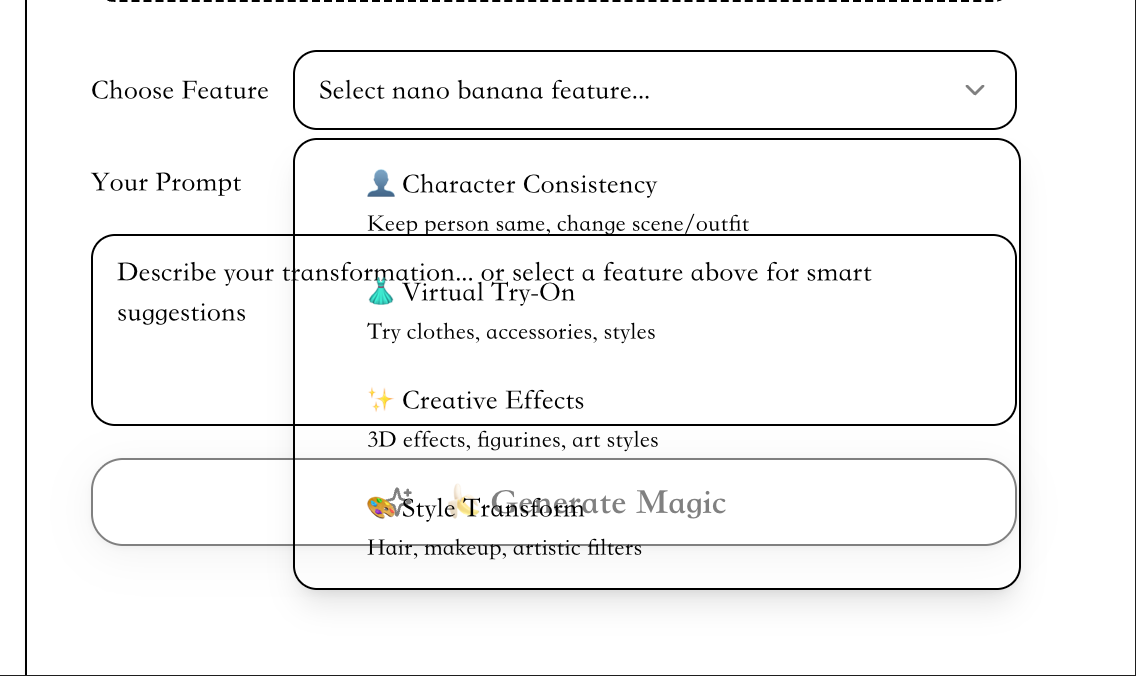 Choose Feature
Select nano banana feature...
Your Prompt
👤 Character Consistency
Keep person same, change scene/outfit
Describe your transformation... or select a feature above for smart
suggestions
👗 Virtual Try-On
Try clothes, accessories, styles
✨ Creative Effects
3D effects, figurines, art styles
🍌 Generate Magic
🎨 Style Transform
Hair, makeup, artistic filters